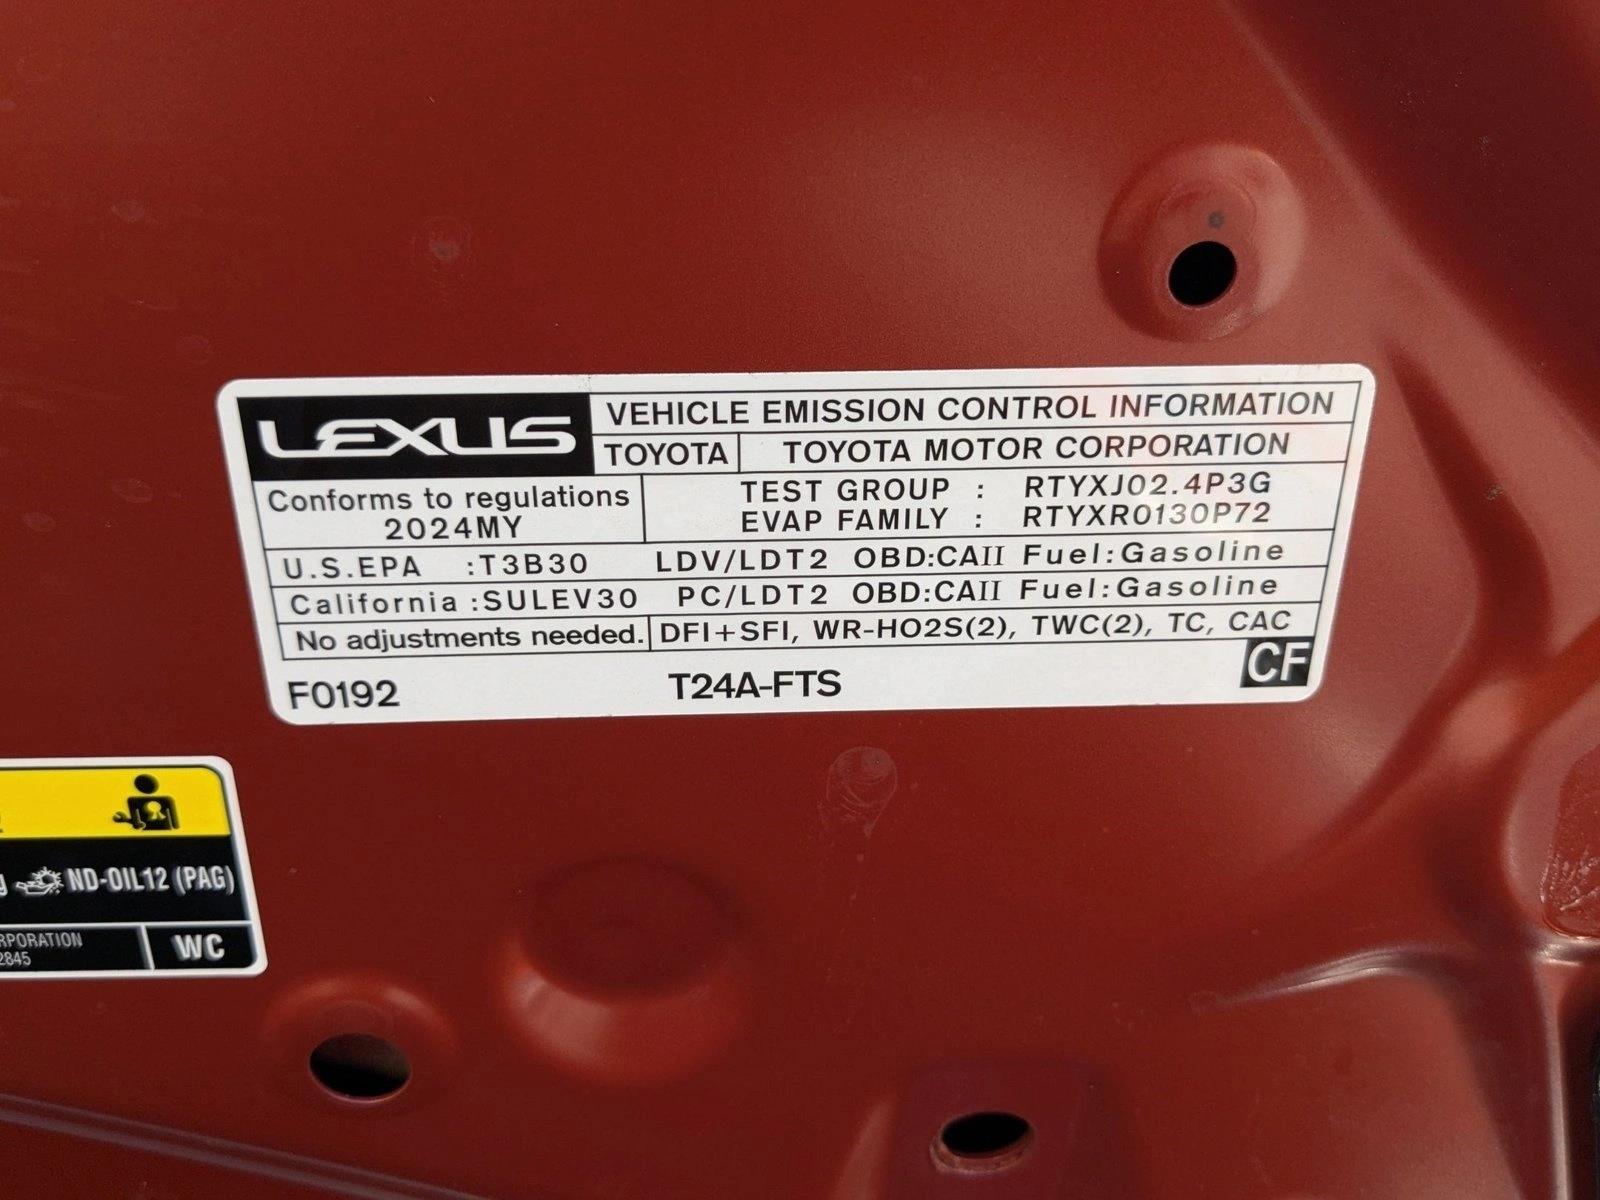 LEXUS
VEHICLE EMISSION CONTROL INFORMATION
TOYOTA
TOYOTA MOTOR CORPORATION
Conforms to regulations
2024MY
TEST GROUP : RTYXJ02.4P3G
EVAP FAMILY : RTYXR0130P72
U.S.EPA :T3B30 LDV/LDT2 OBD:CAII Fuel:Gasoline
California :SULEV30 PC/LDT2 OBD:CAII Fuel:Gasoline
No adjustments needed.
DFI+SFI, WR-HO2S(2), TWC(2), TC, CAC
F0192
T24A-FTS
CF
ND-OIL12 (PAG)
RPORATION
2845
WC